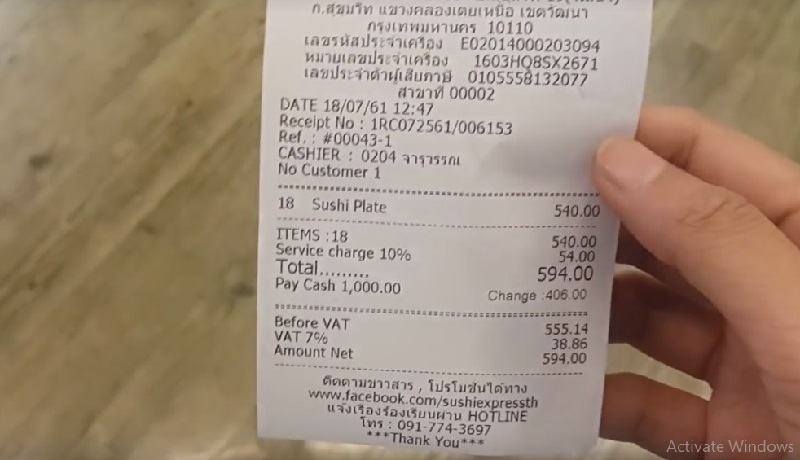 ถ.สุขุมวิท แขวงคลองเตยเหนือ เขตวัฒนา
กรุงเทพมหานคร 10110
เลขรหัสประจำเครื่อง E02014000203094
หมายเลขประจำเครื่อง 1603HQ8SX2671
เลขประจำตัวผู้เสียภาษี 0105558132077
สาขาที่ 00002
DATE 18/07/61 12:47
Receipt No : 1RC072561/006153
Ref. : #00043-1
CASHIER : 0204 จารุวรรณ
No Customer 1
18 Sushi Plate 540.00
ITEMS :18 540.00
Service charge 10% 54.00
Total......... 594.00
Pay Cash 1,000.00 Change :406.00
Before VAT 555.14
VAT 7% 38.86
Amount Net 594.00
ติดตามข่าวสาร , โปรโมชั่นได้ทาง
www.facebook.com/sushiexpressth
แจ้งเรื่องร้องเรียนผ่าน HOTLINE
โทร : 091-774-3697
***Thank You***
Activate Windows